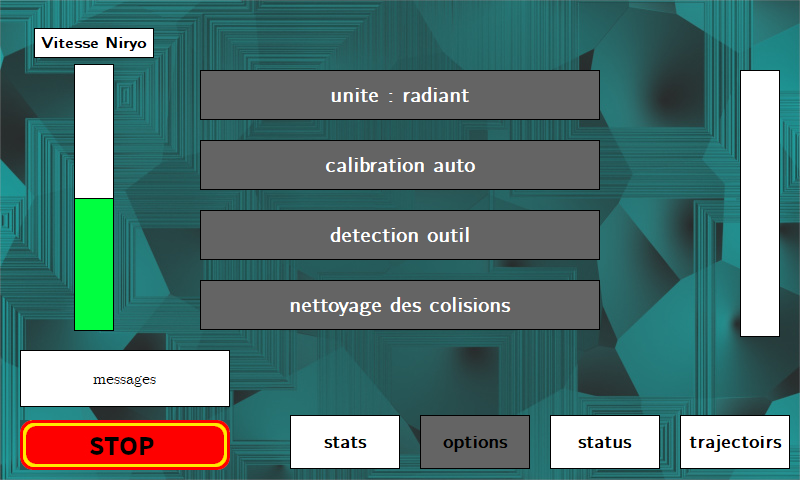 Vitesse Niryo
unite : radiant
calibration auto
detection outil
nettoyage des colisions
messages
STOP
stats
options
status
trajectoirs